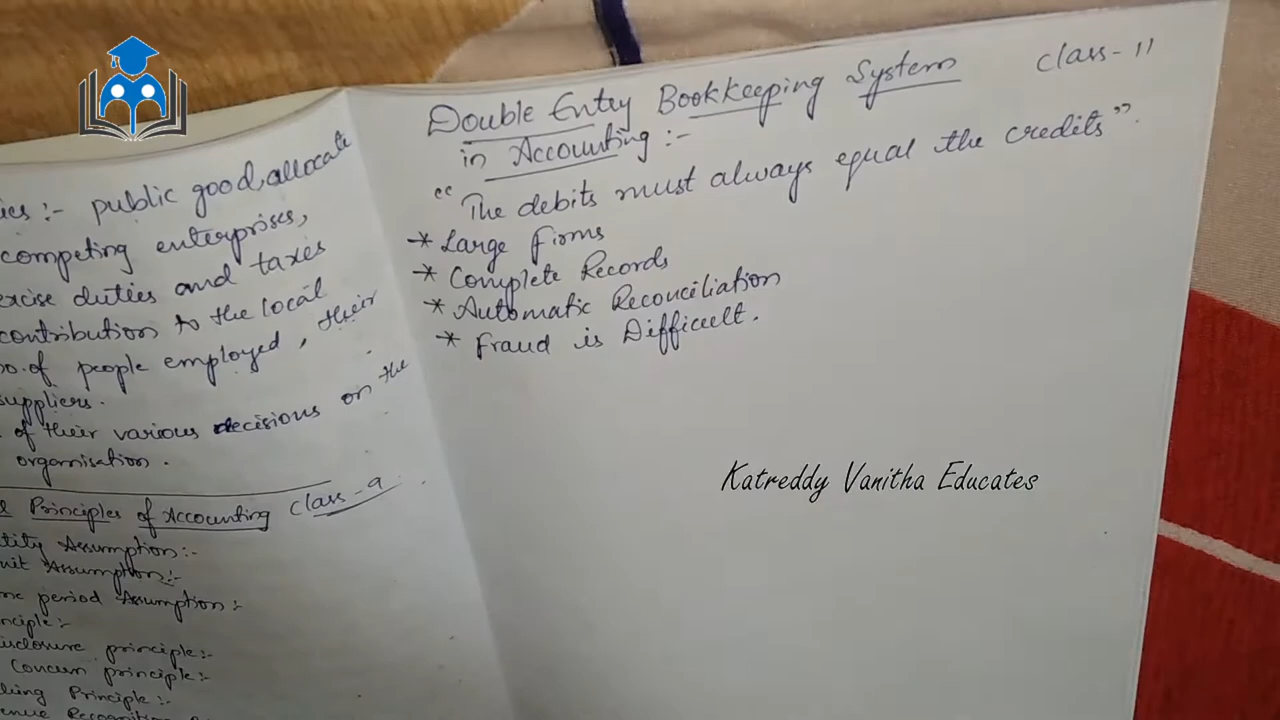 public good, allocate
competing enterprises,
excise duties and taxes
contribution to the local
no. of people employed, their
suppliers.
of their various decisions on the
organisation.
Principles of Accounting class-9
Assumption:-
Assumption:-
period Assumption:-
principle:-
Concern principle:-
Principle:-
Double Entry Bookkeeping System class-11
in Accounting:-
"The debits must always equal the credits".
* Large Firms
* Complete Records
* Automatic Reconciliation
* Fraud is Difficult.
Katreddy Vanitha Educates